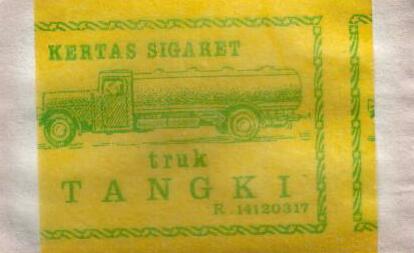 KERTAS SIGARET
truk
TANGKI
R. 14120317